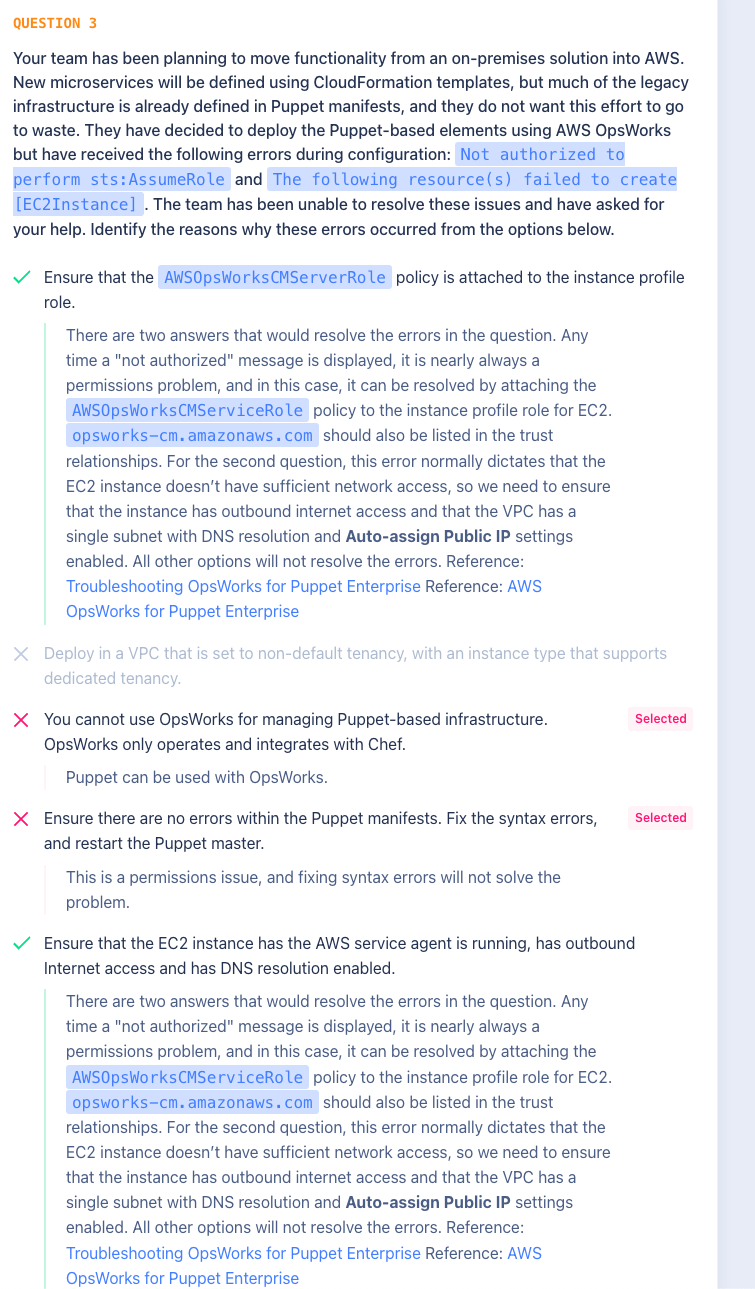 QUESTION 3
Your team has been planning to move functionality from an on-premises solution into AWS.
New microservices will be defined using CloudFormation templates, but much of the legacy
infrastructure is already defined in Puppet manifests, and they do not want this effort to go
to waste. They have decided to deploy the Puppet-based elements using AWS OpsWorks
but have received the following errors during configuration: Not authorized to
perform sts:AssumeRole and The following resource(s) failed to create
[EC2Instance] . The team has been unable to resolve these issues and have asked for
your help. Identify the reasons why these errors occurred from the options below.
Ensure that the AWSOpsWorksCMServerRole policy is attached to the instance profile
role.
There are two answers that would resolve the errors in the question. Any
time a "not authorized" message is displayed, it is nearly always a
permissions problem, and in this case, it can be resolved by attaching the
AWSOpsWorksCMServiceRole policy to the instance profile role for EC2.
opsworks-cm.amazonaws.com should also be listed in the trust
relationships. For the second question, this error normally dictates that the
EC2 instance doesn't have sufficient network access, so we need to ensure
that the instance has outbound internet access and that the VPC has a
single subnet with DNS resolution and Auto-assign Public IP settings
enabled. All other options will not resolve the errors. Reference:
Troubleshooting OpsWorks for Puppet Enterprise Reference: AWS
OpsWorks for Puppet Enterprise
Deploy in a VPC that is set to non-default tenancy, with an instance type that supports
dedicated tenancy.
You cannot use OpsWorks for managing Puppet-based infrastructure. Selected
OpsWorks only operates and integrates with Chef.
Puppet can be used with OpsWorks.
Ensure there are no errors within the Puppet manifests. Fix the syntax errors, Selected
and restart the Puppet master.
This is a permissions issue, and fixing syntax errors will not solve the
problem.
Ensure that the EC2 instance has the AWS service agent is running, has outbound
Internet access and has DNS resolution enabled.
There are two answers that would resolve the errors in the question. Any
time a "not authorized" message is displayed, it is nearly always a
permissions problem, and in this case, it can be resolved by attaching the
AWSOpsWorksCMServiceRole policy to the instance profile role for EC2.
opsworks-cm.amazonaws.com should also be listed in the trust
relationships. For the second question, this error normally dictates that the
EC2 instance doesn't have sufficient network access, so we need to ensure
that the instance has outbound internet access and that the VPC has a
single subnet with DNS resolution and Auto-assign Public IP settings
enabled. All other options will not resolve the errors. Reference:
Troubleshooting OpsWorks for Puppet Enterprise Reference: AWS
OpsWorks for Puppet Enterprise